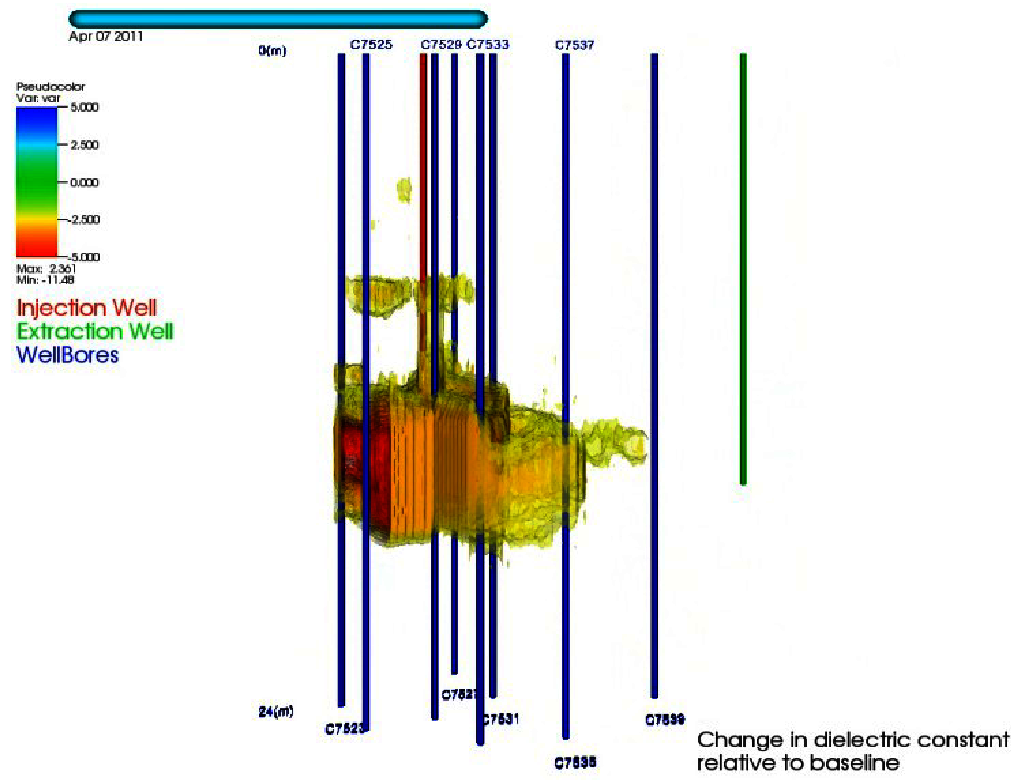 Apr 07 2011
0(m)
C7525
C7529
C7533
C7537
Pseudocolor
Var: var
5.000
2.500
0.000
-2.500
-5.000
Max: 2.361
Min: -11.48
Injection Well
Extraction Well
WellBores
24(m)
C7523
C7527
C7531
C7535
C7539
Change in dielectric constant
relative to baseline